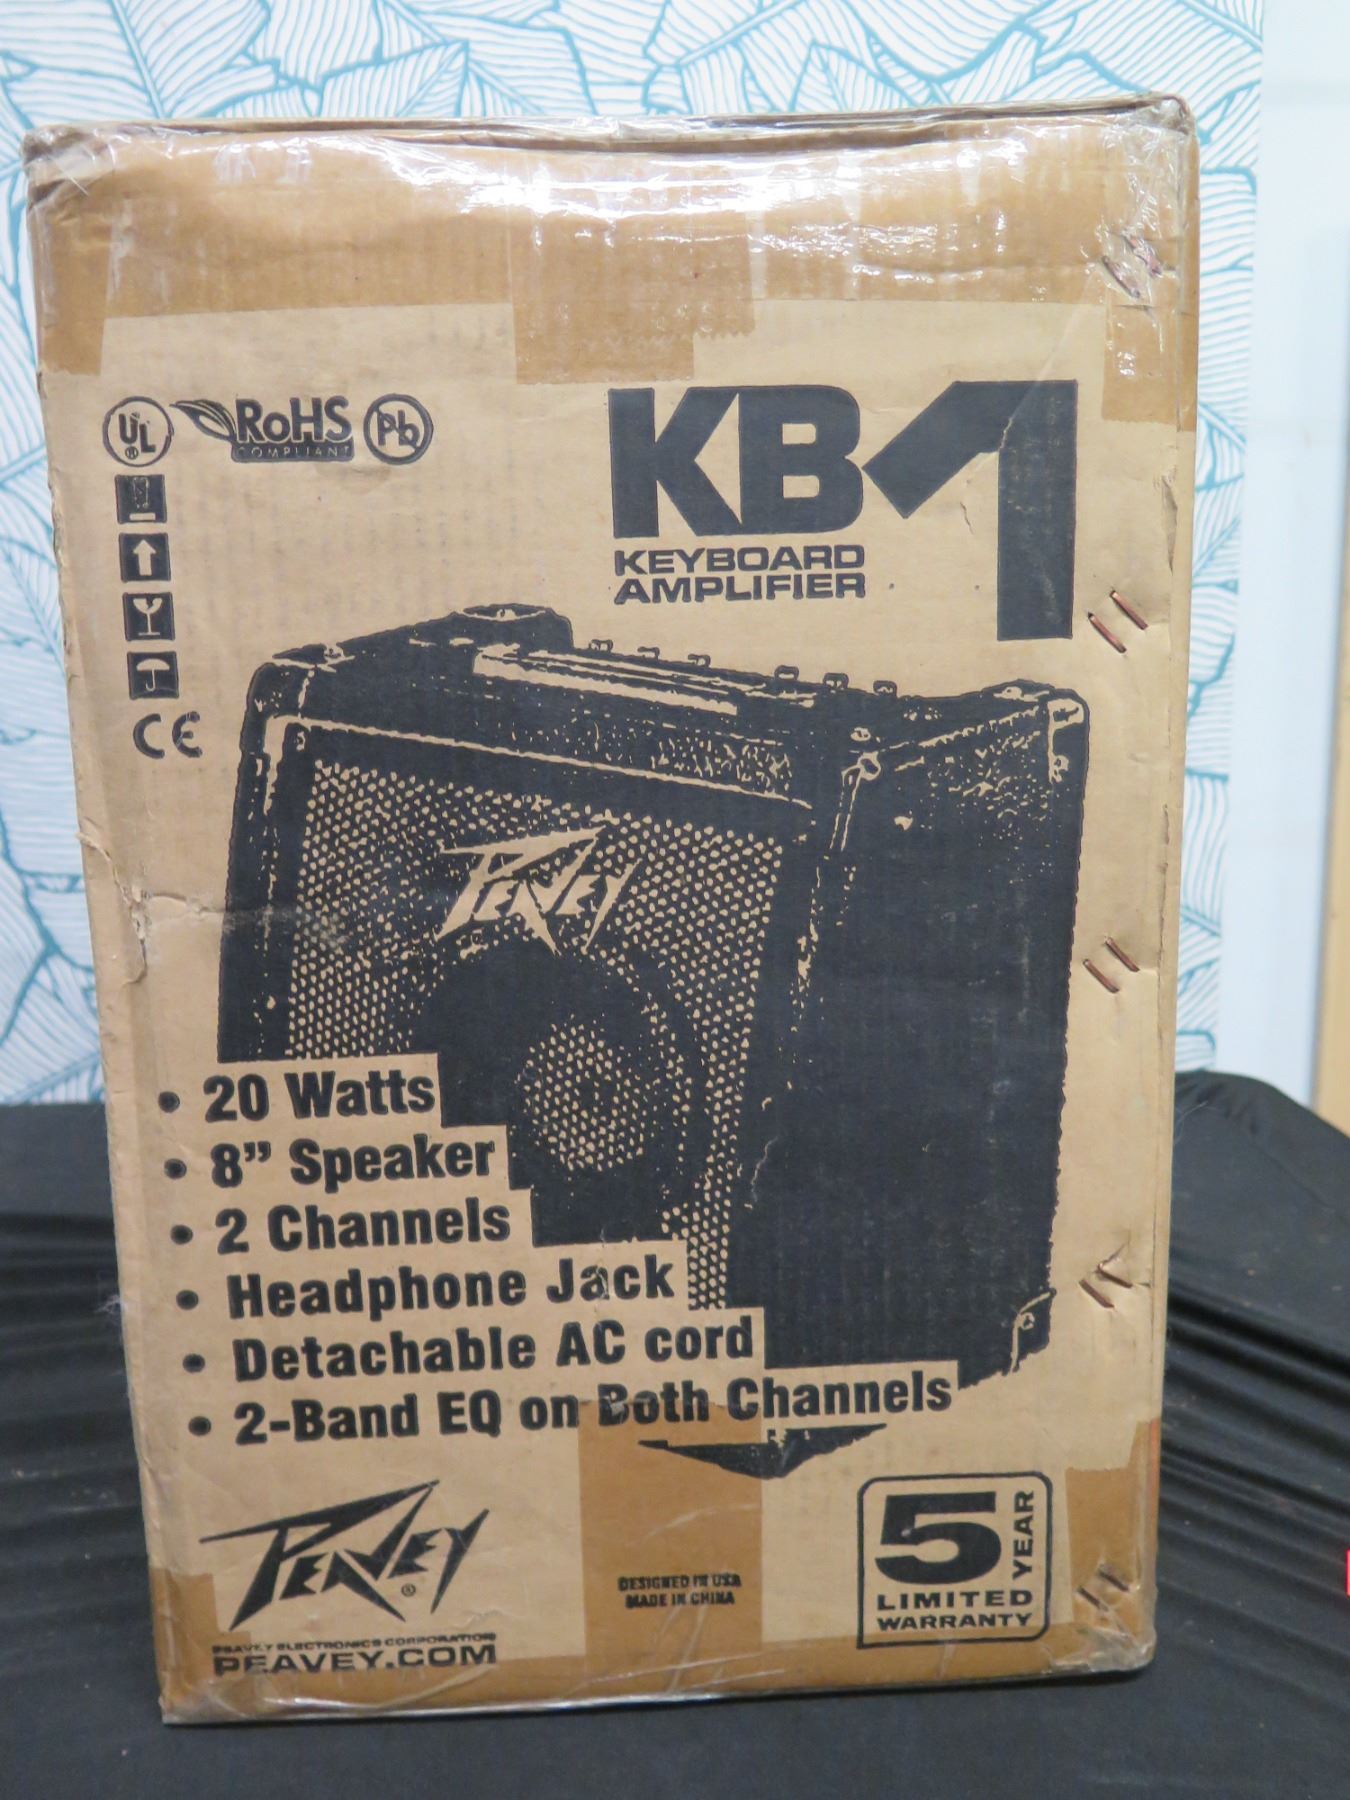 UL
®
RoHS
COMPLIANT
Pb
KB1
KEYBOARD
AMPLIFIER
CE
PEAVEY
• 20 Watts
• 8” Speaker
• 2 Channels
• Headphone Jack
• Detachable AC cord
• 2-Band EQ on Both Channels
PEAVEY®
PEAVEY ELECTRONICS CORPORATION
PEAVEY.COM
DESIGNED IN USA
MADE IN CHINA
5 YEAR
LIMITED
WARRANTY